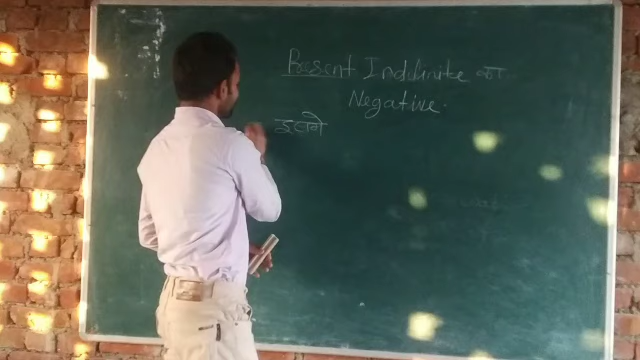 Present Indefinite का
Negative.